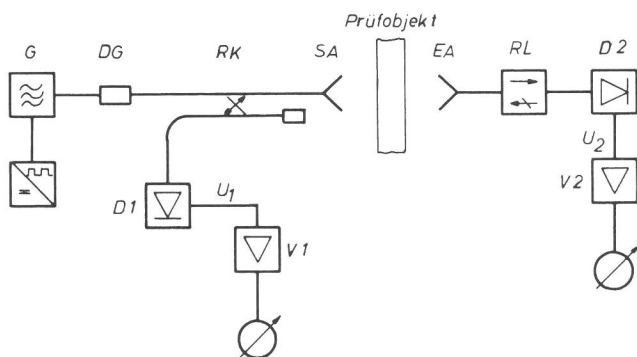 Prüfobjekt
G DG RK SA EA RL D2
U2
D1 U1 V2
V1